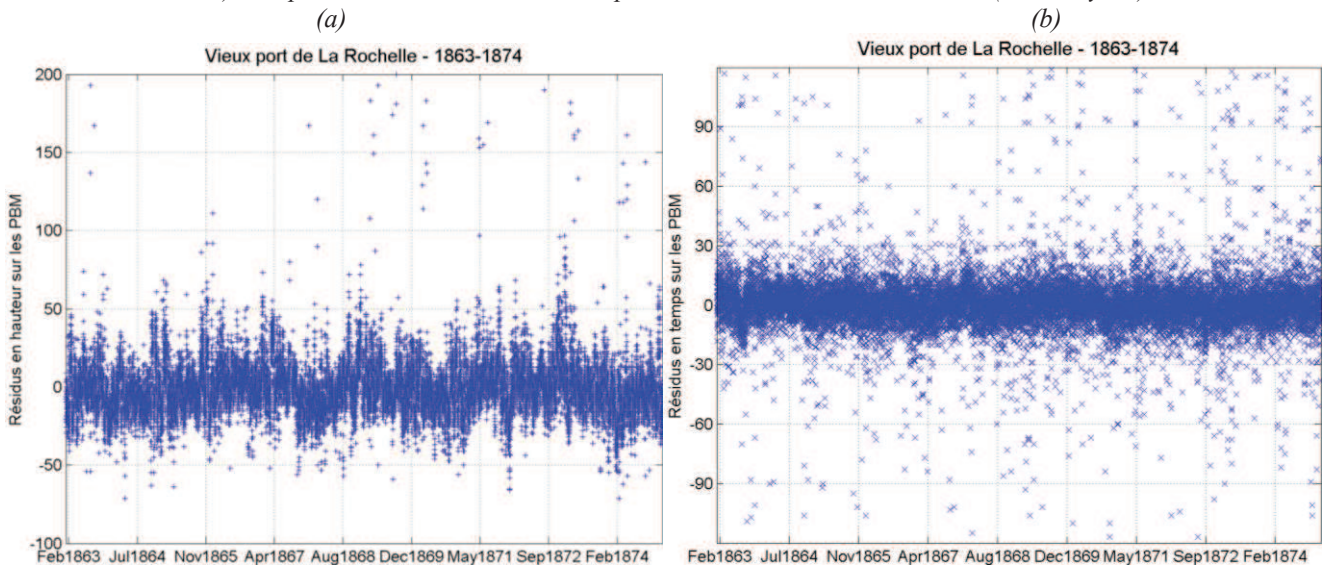 (a)
(b)
Vieux port de La Rochelle - 1863-1874
200
150
100
50
0
-50
-100
Résidus en hauteur sur les PBM
Feb1863 Jul1864 Nov1865 Apr1867 Aug1868 Dec1869 May1871 Sep1872 Feb1874
Vieux port de La Rochelle - 1863-1874
90
60
30
0
-30
-60
-90
Résidus en temps sur les PBM
Feb1863 Jul1864 Nov1865 Apr1867 Aug1868 Dec1869 May1871 Sep1872 Feb1874